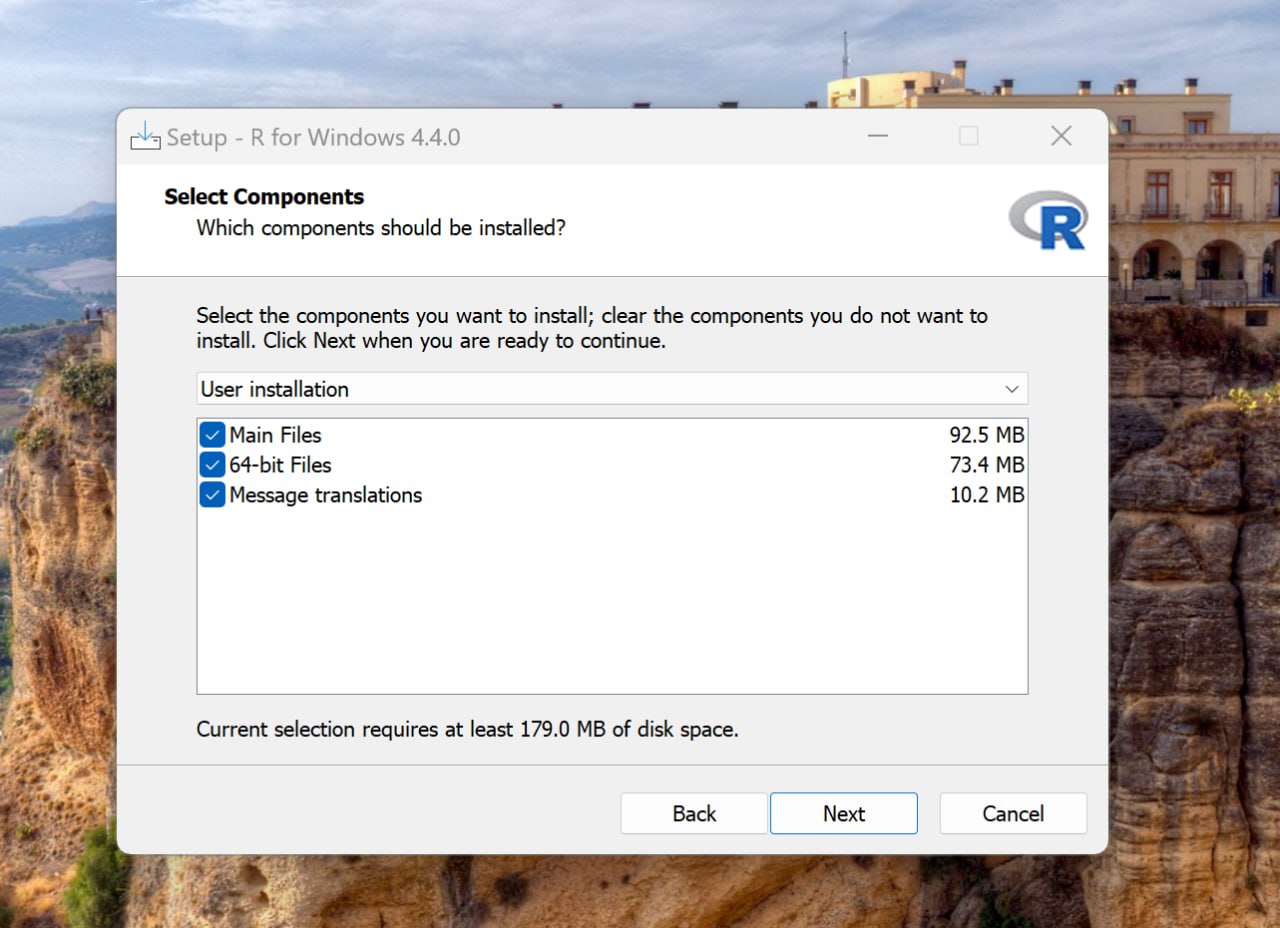 Setup - R for Windows 4.4.0
Select Components
Which components should be installed?
R
Select the components you want to install; clear the components you do not want to
install. Click Next when you are ready to continue.
User installation
Main Files 92.5 MB
64-bit Files 73.4 MB
Message translations 10.2 MB
Current selection requires at least 179.0 MB of disk space.
Back Next Cancel